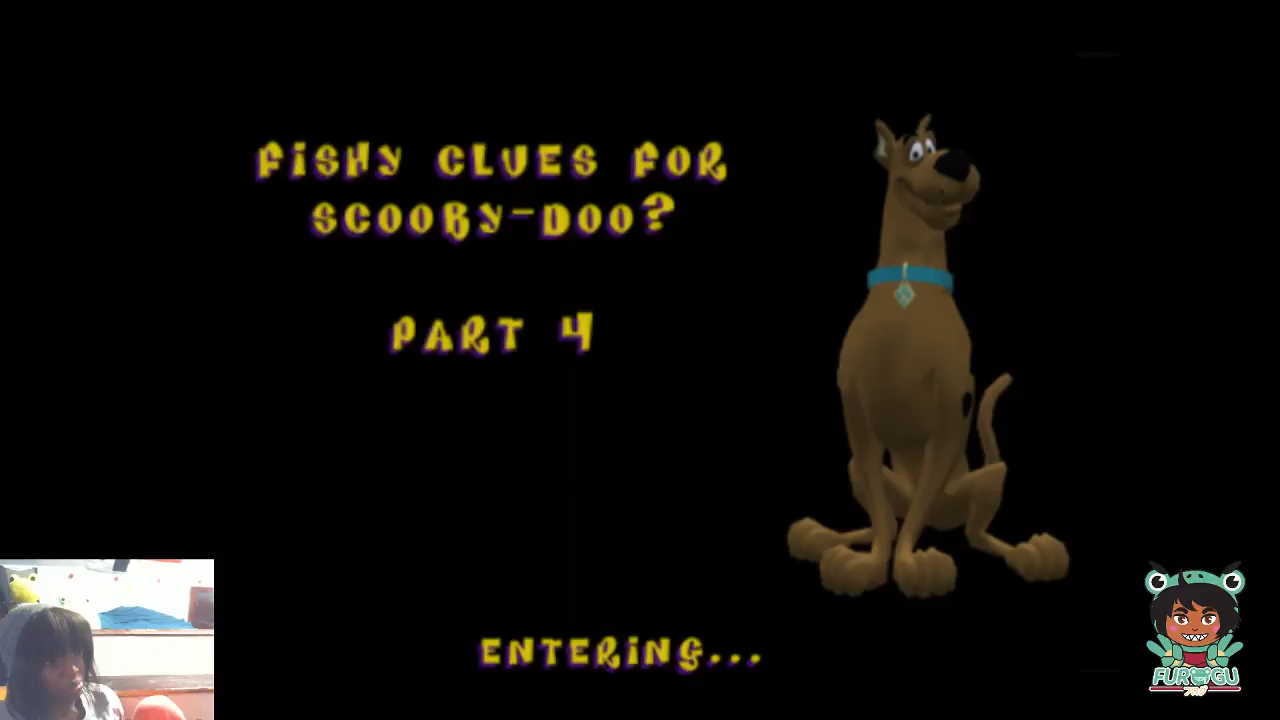 FISHY CLUES FOR
SCOOBY-DOO?
PART 4
ENTERING...
FUROGU